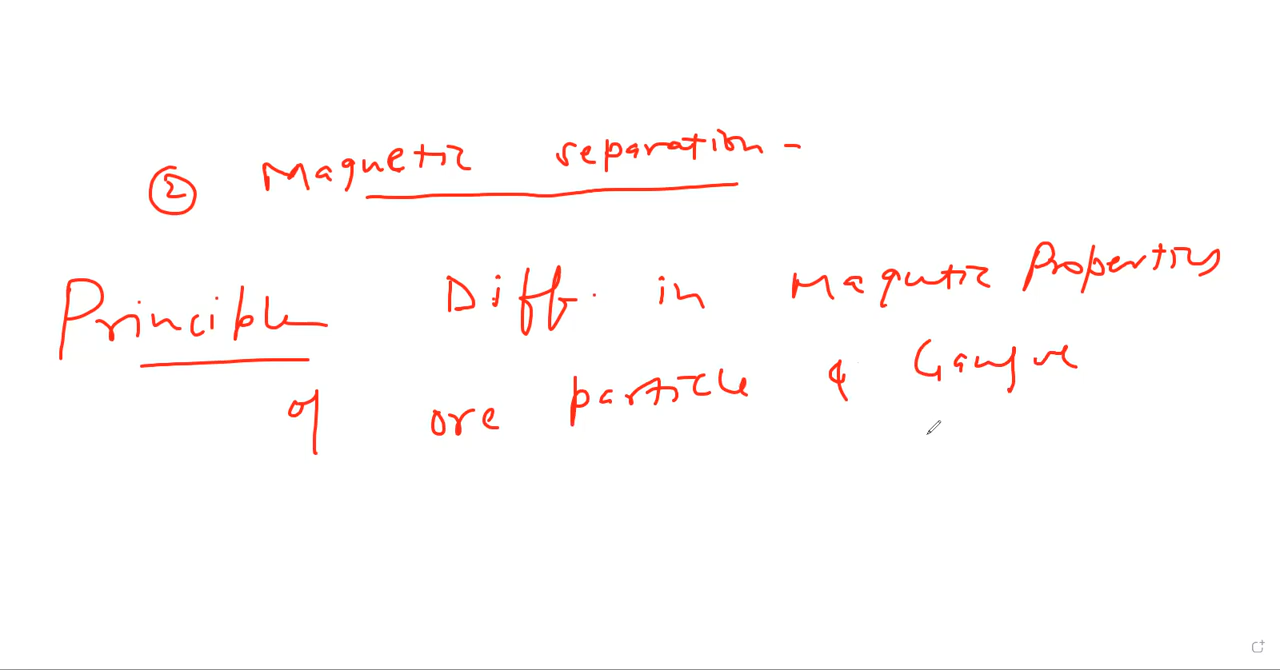 ② Magnetic separation -
Principle Diff. in Magnetic Properties
of ore particle & Gangue